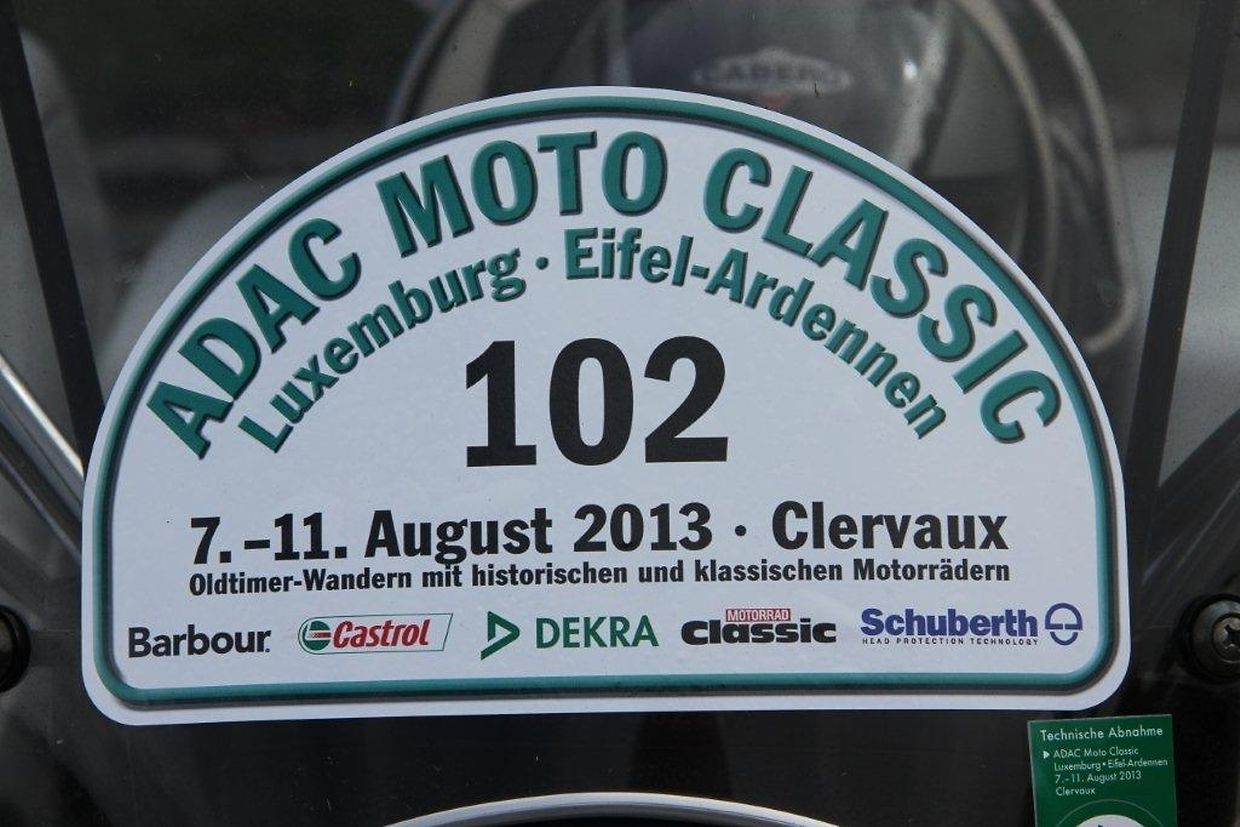 CABERG
ADAC MOTO CLASSIC
Luxemburg · Eifel-Ardennen
102
7. –11. August 2013 · Clervaux
Oldtimer-Wandern mit historischen und klassischen Motorrädern
Barbour.
Castrol
DEKRA
MOTORRAD
classic
Schuberth
HEAD PROTECTION TECHNOLOGY
Technische Abnahme
ADAC Moto Classic
Luxemburg • Eifel-Ardennen
7. – 11. August 2013
Clervaux